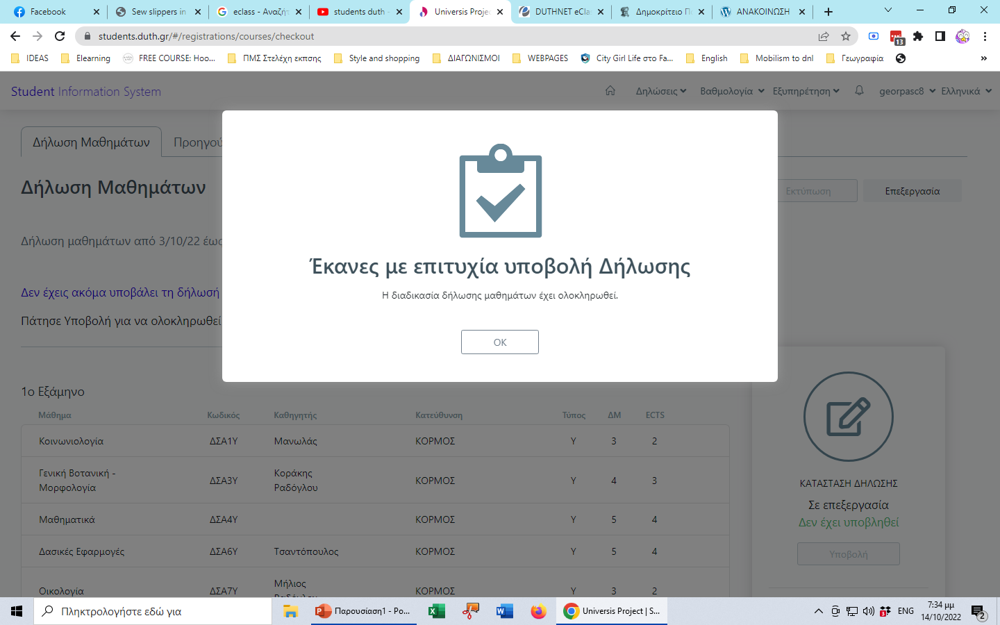 Facebook
Sew slippers in
eclass - Αναζήτ
students duth -
Universis Projec
DUTHNET eCla
Δημοκρίτειο Πα
ΑΝΑΚΟΙΝΩΣΗ
students.duth.gr/#/registrations/courses/checkout
13
IDEAS
Elearning
FREE COURSE: Hoo...
ΠΜΣ Στελέχη εκπσης
Style and shopping
ΔΙΑΓΩΝΙΣΜΟΙ
WEBPAGES
City Girl Life στο Fa...
English
Mobilism to dnl
Γεωγραφία
»
Student Information System
Δηλώσεις
Βαθμολογία
Εξυπηρέτηση
georpasc8
Ελληνικά
Δήλωση Μαθημάτων
Προηγού
Δήλωση Μαθημάτων
Εκτύπωση
Επεξεργασία
Δήλωση μαθημάτων από 3/10/22 έως
Δεν έχεις ακόμα υποβάλει τη δήλωσή
Πάτησε Υποβολή για να ολοκληρωθεί
Έκανες με επιτυχία υποβολή Δήλωσης
Η διαδικασία δήλωσης μαθημάτων έχει ολοκληρωθεί.
OK
1ο Εξάμηνο
Μάθημα Κωδικός Καθηγητής Κατεύθυνση Τύπος ΔΜ ECTS
Κοινωνιολογία ΔΣΑ1Υ Μανωλάς ΚΟΡΜΟΣ Υ 3 2
Γενική Βοτανική - Μορφολογία ΔΣΑ3Υ Κοράκης Ραδόγλου ΚΟΡΜΟΣ Υ 4 3
Μαθηματικά ΔΣΑ4Υ ΚΟΡΜΟΣ Υ 5 4
Δασικές Εφαρμογές ΔΣΑ6Υ Τσαντόπουλος ΚΟΡΜΟΣ Υ 5 4
Οικολογία ΔΣΑ7Υ Μήλιος Ραδόγλου ΚΟΡΜΟΣ Υ 3 2
ΚΑΤΑΣΤΑΣΗ ΔΗΛΩΣΗΣ
Σε επεξεργασία
Δεν έχει υποβληθεί
Υποβολή
Πληκτρολογήστε εδώ για
Παρουσίαση1 - Po...
Universis Project | S...
3
ENG
7:34 μμ
14/10/2022
2